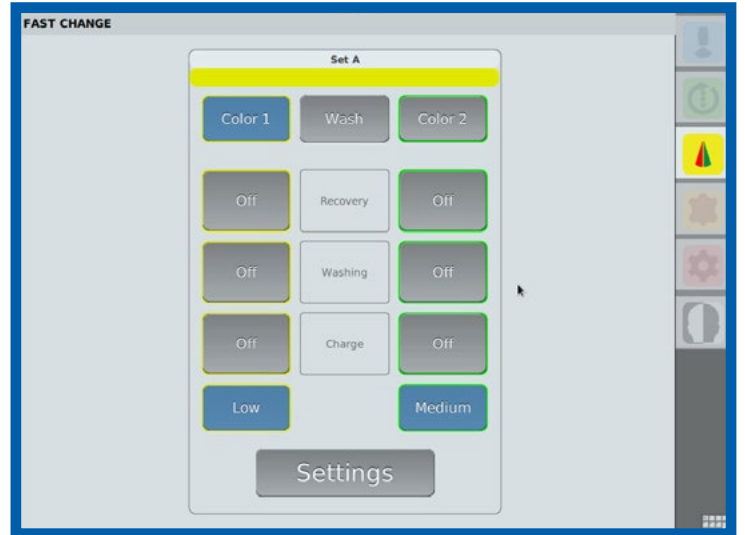 FAST CHANGE
Set A
Color 1 Wash Color 2
Off Recovery Off
Off Washing Off
Off Charge Off
Low Medium
Settings